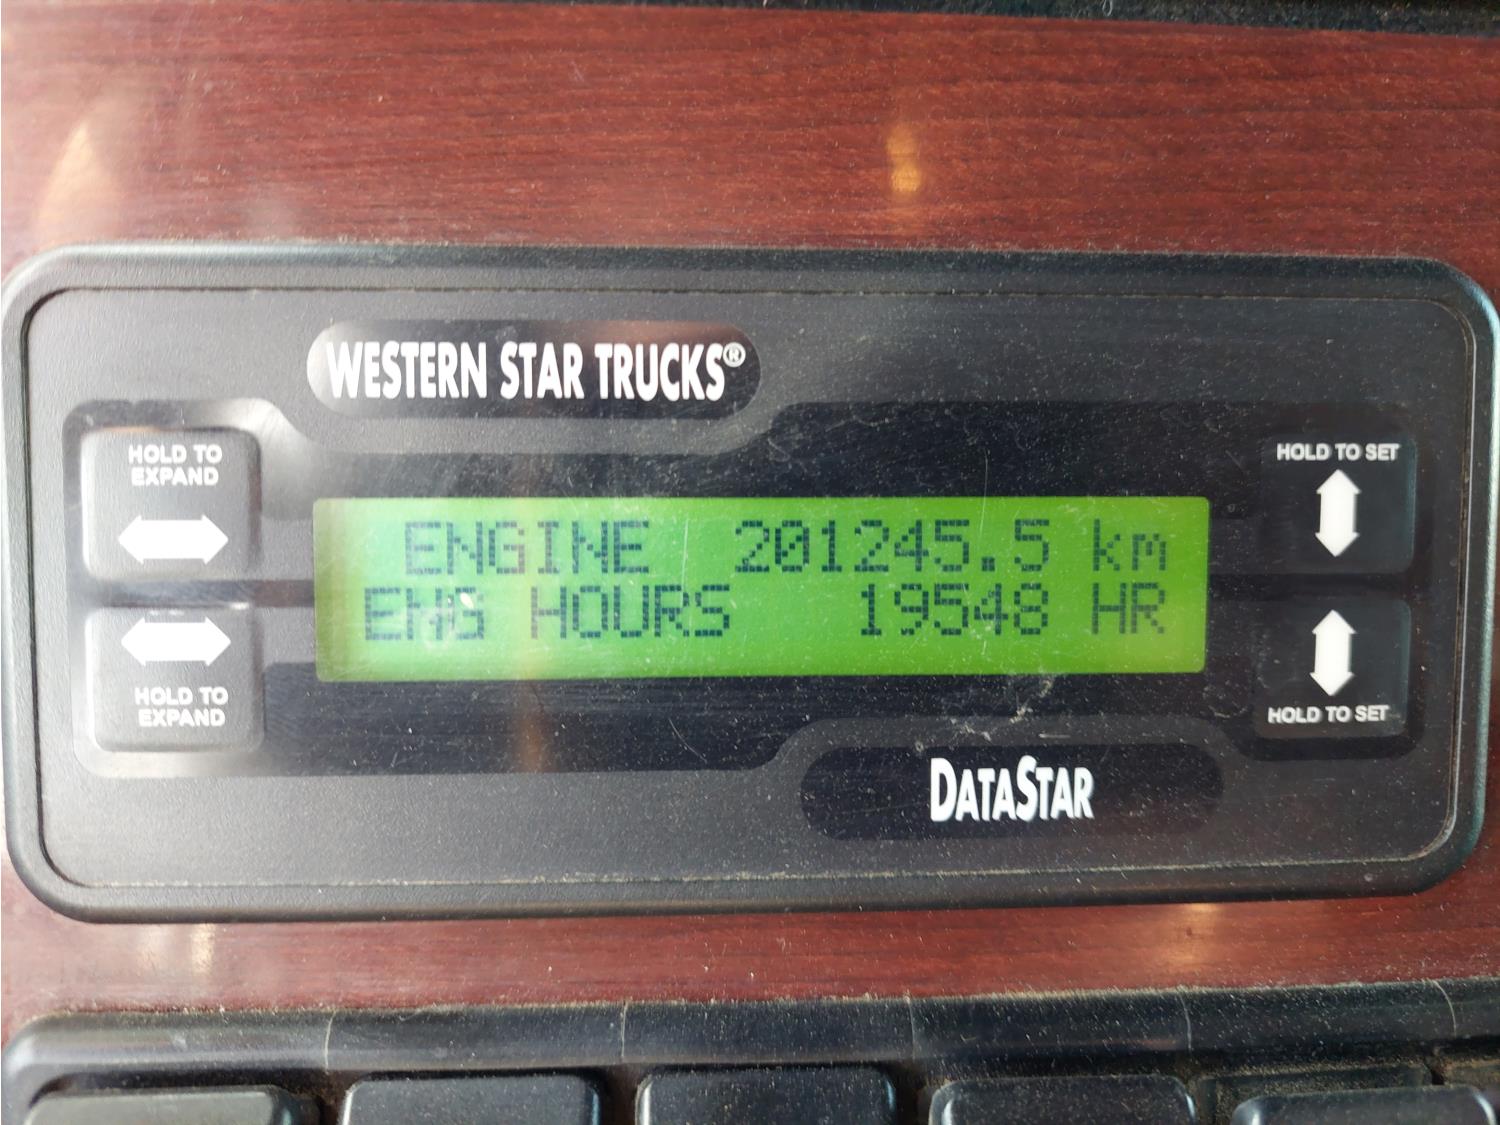 WESTERN STAR TRUCKS®
HOLD TO
EXPAND
HOLD TO SET
ENGINE 201245.5 km
ENG HOURS 19548 HR
HOLD TO
EXPAND
HOLD TO SET
DATASTAR